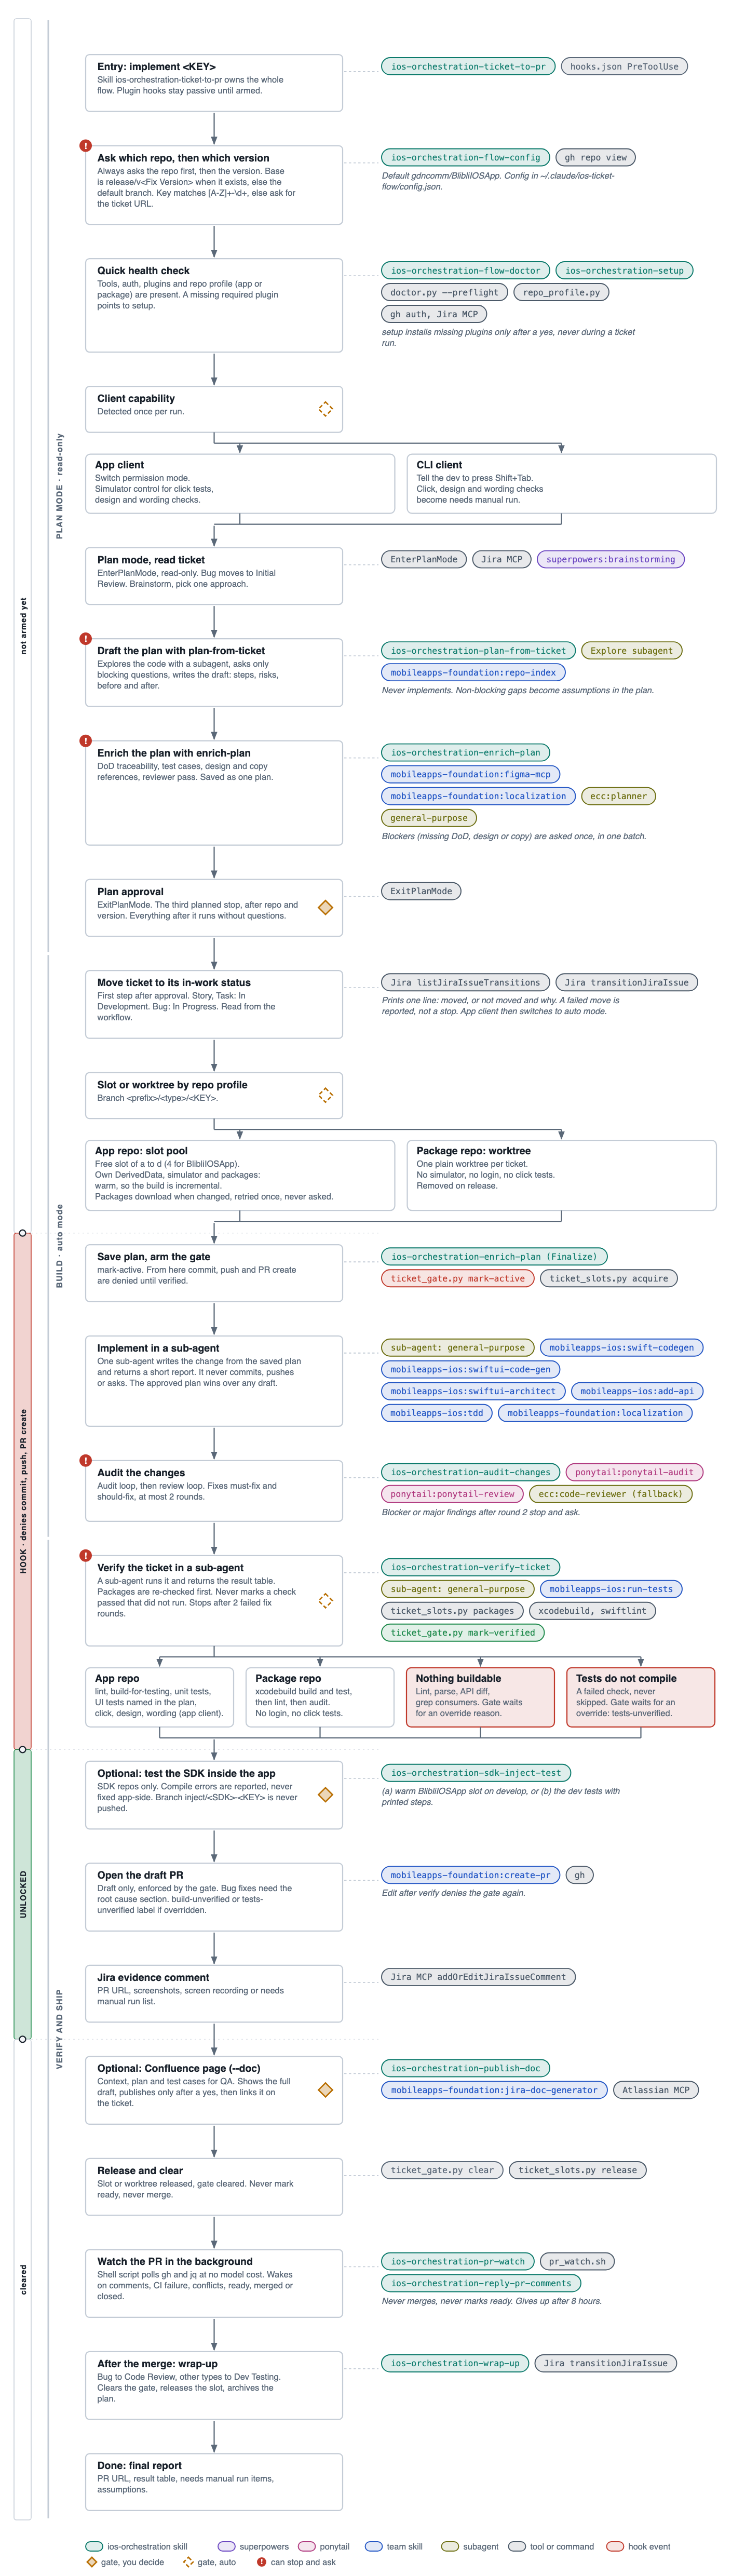 Entry: implement <KEY>
Skill ios-orchestration-ticket-to-pr owns the whole
flow. Plugin hooks stay passive until armed.
ios-orchestration-ticket-to-pr
hooks.json PreToolUse
!
Ask which repo, then which version
Always asks the repo first, then the version. Base
is release/v<Fix Version> when it exists, else the
default branch. Key matches [A-Z]+-\d+, else ask for
the ticket URL.
ios-orchestration-flow-config
gh repo view
Default gdncomm/BlibliIOSApp. Config in ~/.claude/ios-ticket-
flow/config.json.
Quick health check
Tools, auth, plugins and repo profile (app or
package) are present. A missing required plugin
points to setup.
ios-orchestration-flow-doctor
ios-orchestration-setup
doctor.py --preflight
repo_profile.py
gh auth, Jira MCP
setup installs missing plugins only after a yes, never during a ticket
run.
Client capability
Detected once per run.
App client
Switch permission mode.
Simulator control for click tests,
design and wording checks.
CLI client
Tell the dev to press Shift+Tab.
Click, design and wording checks
become needs manual run.
PLAN MODE · read-only
not armed yet
Plan mode, read ticket
EnterPlanMode, read-only. Bug moves to Initial
Review. Brainstorm, pick one approach.
EnterPlanMode
Jira MCP
superpowers:brainstorming
!
Draft the plan with plan-from-ticket
Explores the code with a subagent, asks only
blocking questions, writes the draft: steps, risks,
before and after.
ios-orchestration-plan-from-ticket
Explore subagent
mobileapps-foundation:repo-index
Never implements. Non-blocking gaps become assumptions in the plan.
!
Enrich the plan with enrich-plan
DoD traceability, test cases, design and copy
references, reviewer pass. Saved as one plan.
ios-orchestration-enrich-plan
mobileapps-foundation:figma-mcp
mobileapps-foundation:localization
ecc:planner
general-purpose
Blockers (missing DoD, design or copy) are asked once, in one batch.
Plan approval
ExitPlanMode. The third planned stop, after repo and
version. Everything after it runs without questions.
ExitPlanMode
Move ticket to its in-work status
First step after approval. Story, Task: In
Development. Bug: In Progress. Read from the
workflow.
Jira listJiraIssueTransitions
Jira transitionJiraIssue
Prints one line: moved, or not moved and why. A failed move is
reported, not a stop. App client then switches to auto mode.
Slot or worktree by repo profile
Branch <prefix>/<type>/<KEY>.
App repo: slot pool
Free slot of a to d (4 for BlibliIOSApp).
Own DerivedData, simulator and packages:
warm, so the build is incremental.
Packages download when changed, retried once, never asked.
Package repo: worktree
One plain worktree per ticket.
No simulator, no login, no click tests.
Removed on release.
BUILD · auto mode
Save plan, arm the gate
mark-active. From here commit, push and PR create
are denied until verified.
ios-orchestration-enrich-plan (Finalize)
ticket_gate.py mark-active
ticket_slots.py acquire
Implement in a sub-agent
One sub-agent writes the change from the saved plan
and returns a short report. It never commits, pushes
or asks. The approved plan wins over any draft.
sub-agent: general-purpose
mobileapps-ios:swift-codegen
mobileapps-ios:swiftui-code-gen
mobileapps-ios:swiftui-architect
mobileapps-ios:add-api
mobileapps-ios:tdd
mobileapps-foundation:localization
HOOK · denies commit, push, PR create
!
Audit the changes
Audit loop, then review loop. Fixes must-fix and
should-fix, at most 2 rounds.
ios-orchestration-audit-changes
ponytail:ponytail-audit
ponytail:ponytail-review
ecc:code-reviewer (fallback)
Blocker or major findings after round 2 stop and ask.
!
Verify the ticket in a sub-agent
A sub-agent runs it and returns the result table.
Packages are re-checked first. Never marks a check
passed that did not run. Stops after 2 failed fix
rounds.
ios-orchestration-verify-ticket
sub-agent: general-purpose
mobileapps-ios:run-tests
ticket_slots.py packages
xcodebuild, swiftlint
ticket_gate.py mark-verified
App repo
lint, build-for-testing, unit tests,
UI tests named in the plan,
click, design, wording (app client).
Package repo
xcodebuild build and test,
then lint, then audit.
No login, no click tests.
Nothing buildable
Lint, parse, API diff,
grep consumers. Gate waits
for an override reason.
Tests do not compile
A failed check, never
skipped. Gate waits for an
override: tests-unverified.
Optional: test the SDK inside the app
SDK repos only. Compile errors are reported, never
fixed app-side. Branch inject/<SDK>-<KEY> is never
pushed.
ios-orchestration-sdk-inject-test
(a) warm BlibliIOSApp slot on develop, or (b) the dev tests with
printed steps.
UNLOCKED
Open the draft PR
Draft only, enforced by the gate. Bug fixes need the
root cause section. build-unverified or tests-
unverified label if overridden.
mobileapps-foundation:create-pr
gh
Edit after verify denies the gate again.
Jira evidence comment
PR URL, screenshots, screen recording or needs
manual run list.
Jira MCP addOrEditJiraIssueComment
VERIFY AND SHIP
Optional: Confluence page (--doc)
Context, plan and test cases for QA. Shows the full
draft, publishes only after a yes, then links it on
the ticket.
ios-orchestration-publish-doc
mobileapps-foundation:jira-doc-generator
Atlassian MCP
Release and clear
Slot or worktree released, gate cleared. Never mark
ready, never merge.
ticket_gate.py clear
ticket_slots.py release
cleared
Watch the PR in the background
Shell script polls gh and jq at no model cost. Wakes
on comments, CI failure, conflicts, ready, merged or
closed.
ios-orchestration-pr-watch
pr_watch.sh
ios-orchestration-reply-pr-comments
Never merges, never marks ready. Gives up after 8 hours.
After the merge: wrap-up
Bug to Code Review, other types to Dev Testing.
Clears the gate, releases the slot, archives the
plan.
ios-orchestration-wrap-up
Jira transitionJiraIssue
Done: final report
PR URL, result table, needs manual run items,
assumptions.
ios-orchestration skill
superpowers
ponytail
team skill
subagent
tool or command
hook event
gate, you decide
gate, auto
! can stop and ask